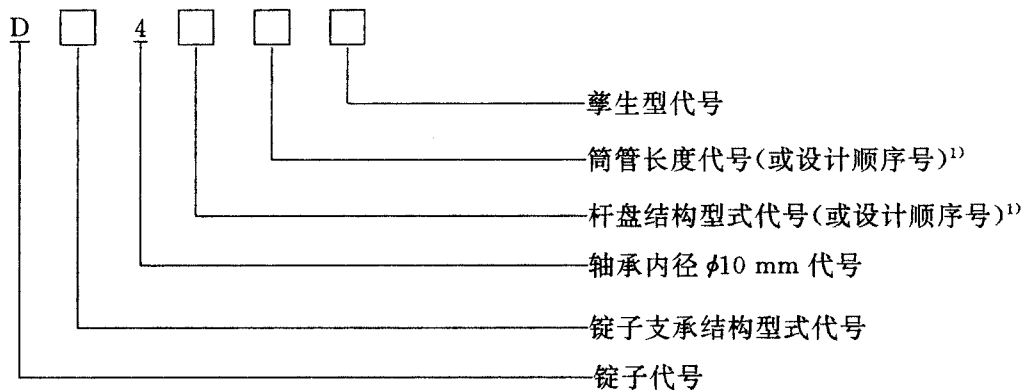 D □ 4 □ □ □
孳生型代号
筒管长度代号(或设计顺序号)¹⁾
杆盘结构型式代号(或设计顺序号)¹⁾
轴承内径 ϕ10 mm 代号
锭子支承结构型式代号
锭子代号